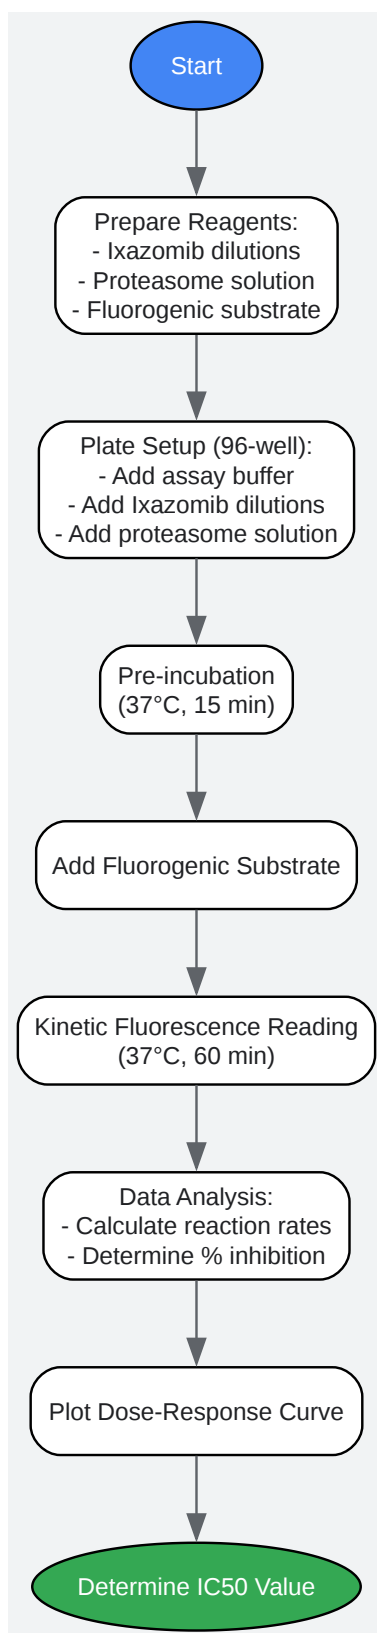 Start
Prepare Reagents:
- Ixazomib dilutions
- Proteasome solution
- Fluorogenic substrate
Plate Setup (96-well):
- Add assay buffer
- Add Ixazomib dilutions
- Add proteasome solution
Pre-incubation
(37°C, 15 min)
Add Fluorogenic Substrate
Kinetic Fluorescence Reading
(37°C, 60 min)
Data Analysis:
- Calculate reaction rates
- Determine % inhibition
Plot Dose-Response Curve
Determine IC50 Value